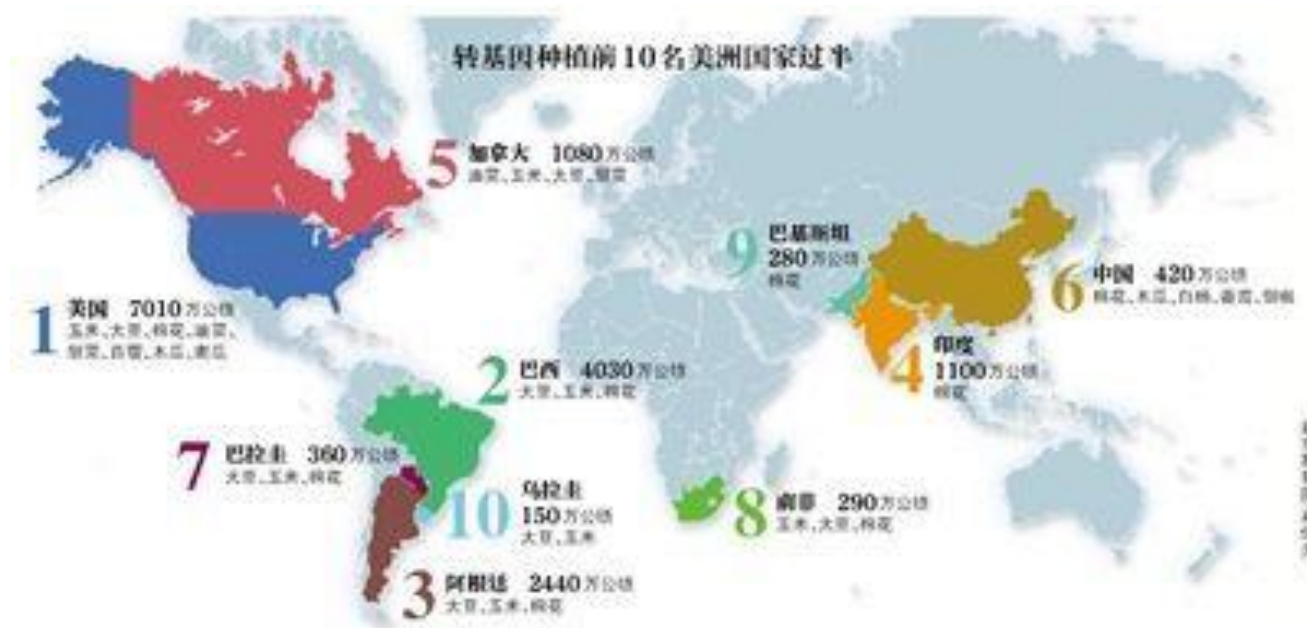 转基因种植前10名美洲国家过半
5 加拿大 1080万公顷
油菜、玉米、大豆、甜菜
9 巴基斯坦
280万公顷
棉花
6 中国 420万公顷
棉花、木瓜、白杨、番茄、甜椒
1 美国 7010万公顷
玉米、大豆、棉花、油菜、
甜菜、苜蓿、木瓜、南瓜
4 印度
1100万公顷
棉花
2 巴西 4030万公顷
大豆、玉米、棉花
7 巴拉圭 360万公顷
大豆、玉米、棉花
10 乌拉圭
150万公顷
大豆、玉米
8 南非 290万公顷
玉米、大豆、棉花
3 阿根廷 2440万公顷
大豆、玉米、棉花